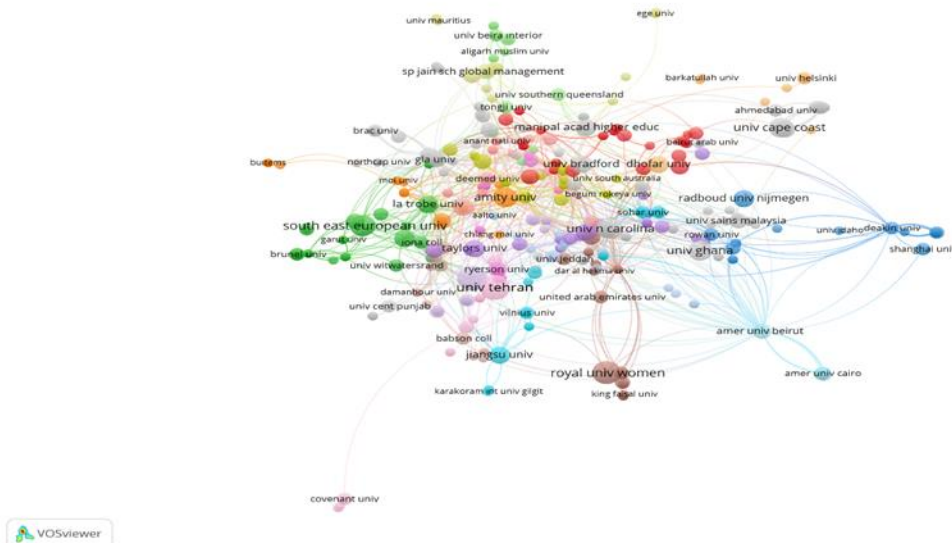 ege univ
univ mauritius
univ beira interior
aligarh muslim univ
sp jain sch global management
barkatullah univ
univ helsinki
univ southern queensland
tongji univ
ahmedabad univ
brac univ
manipal acad higher educ
univ cape coast
anant nati univ
beirut arab univ
gla univ
northcap univ
univ bradford
dhofar univ
deemed univ
univ south australia
moi univ
amity univ
begum rokeya univ
radboud univ nijmegen
la trobe univ
aalto univ
sohar univ
univ sains malaysia
south east european univ
univ n carolina
deakin univ
chiang mai univ
rowan univ
iona coll
taylors univ
univ ghana
shanghai uni
brunel univ
univ jeddah
univ witwatersrand
ryerson univ
dar al hekma univ
univ tehran
damanhour univ
united arab emirates univ
univ cent punjab
vilnius univ
amer univ beirut
babson coll
jiangsu univ
royal univ women
amer univ cairo
karakoram int univ gilgit
king faisal univ
covenant univ
VOSviewer